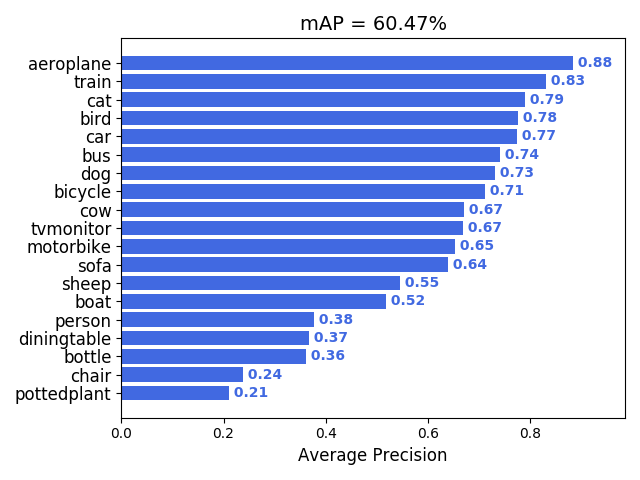 mAP = 60.47%
aeroplane 0.88
train 0.83
cat 0.79
bird 0.78
car 0.77
bus 0.74
dog 0.73
bicycle 0.71
cow 0.67
tvmonitor 0.67
motorbike 0.65
sofa 0.64
sheep 0.55
boat 0.52
person 0.38
diningtable 0.37
bottle 0.36
chair 0.24
pottedplant 0.21
0.0 0.2 0.4 0.6 0.8
Average Precision